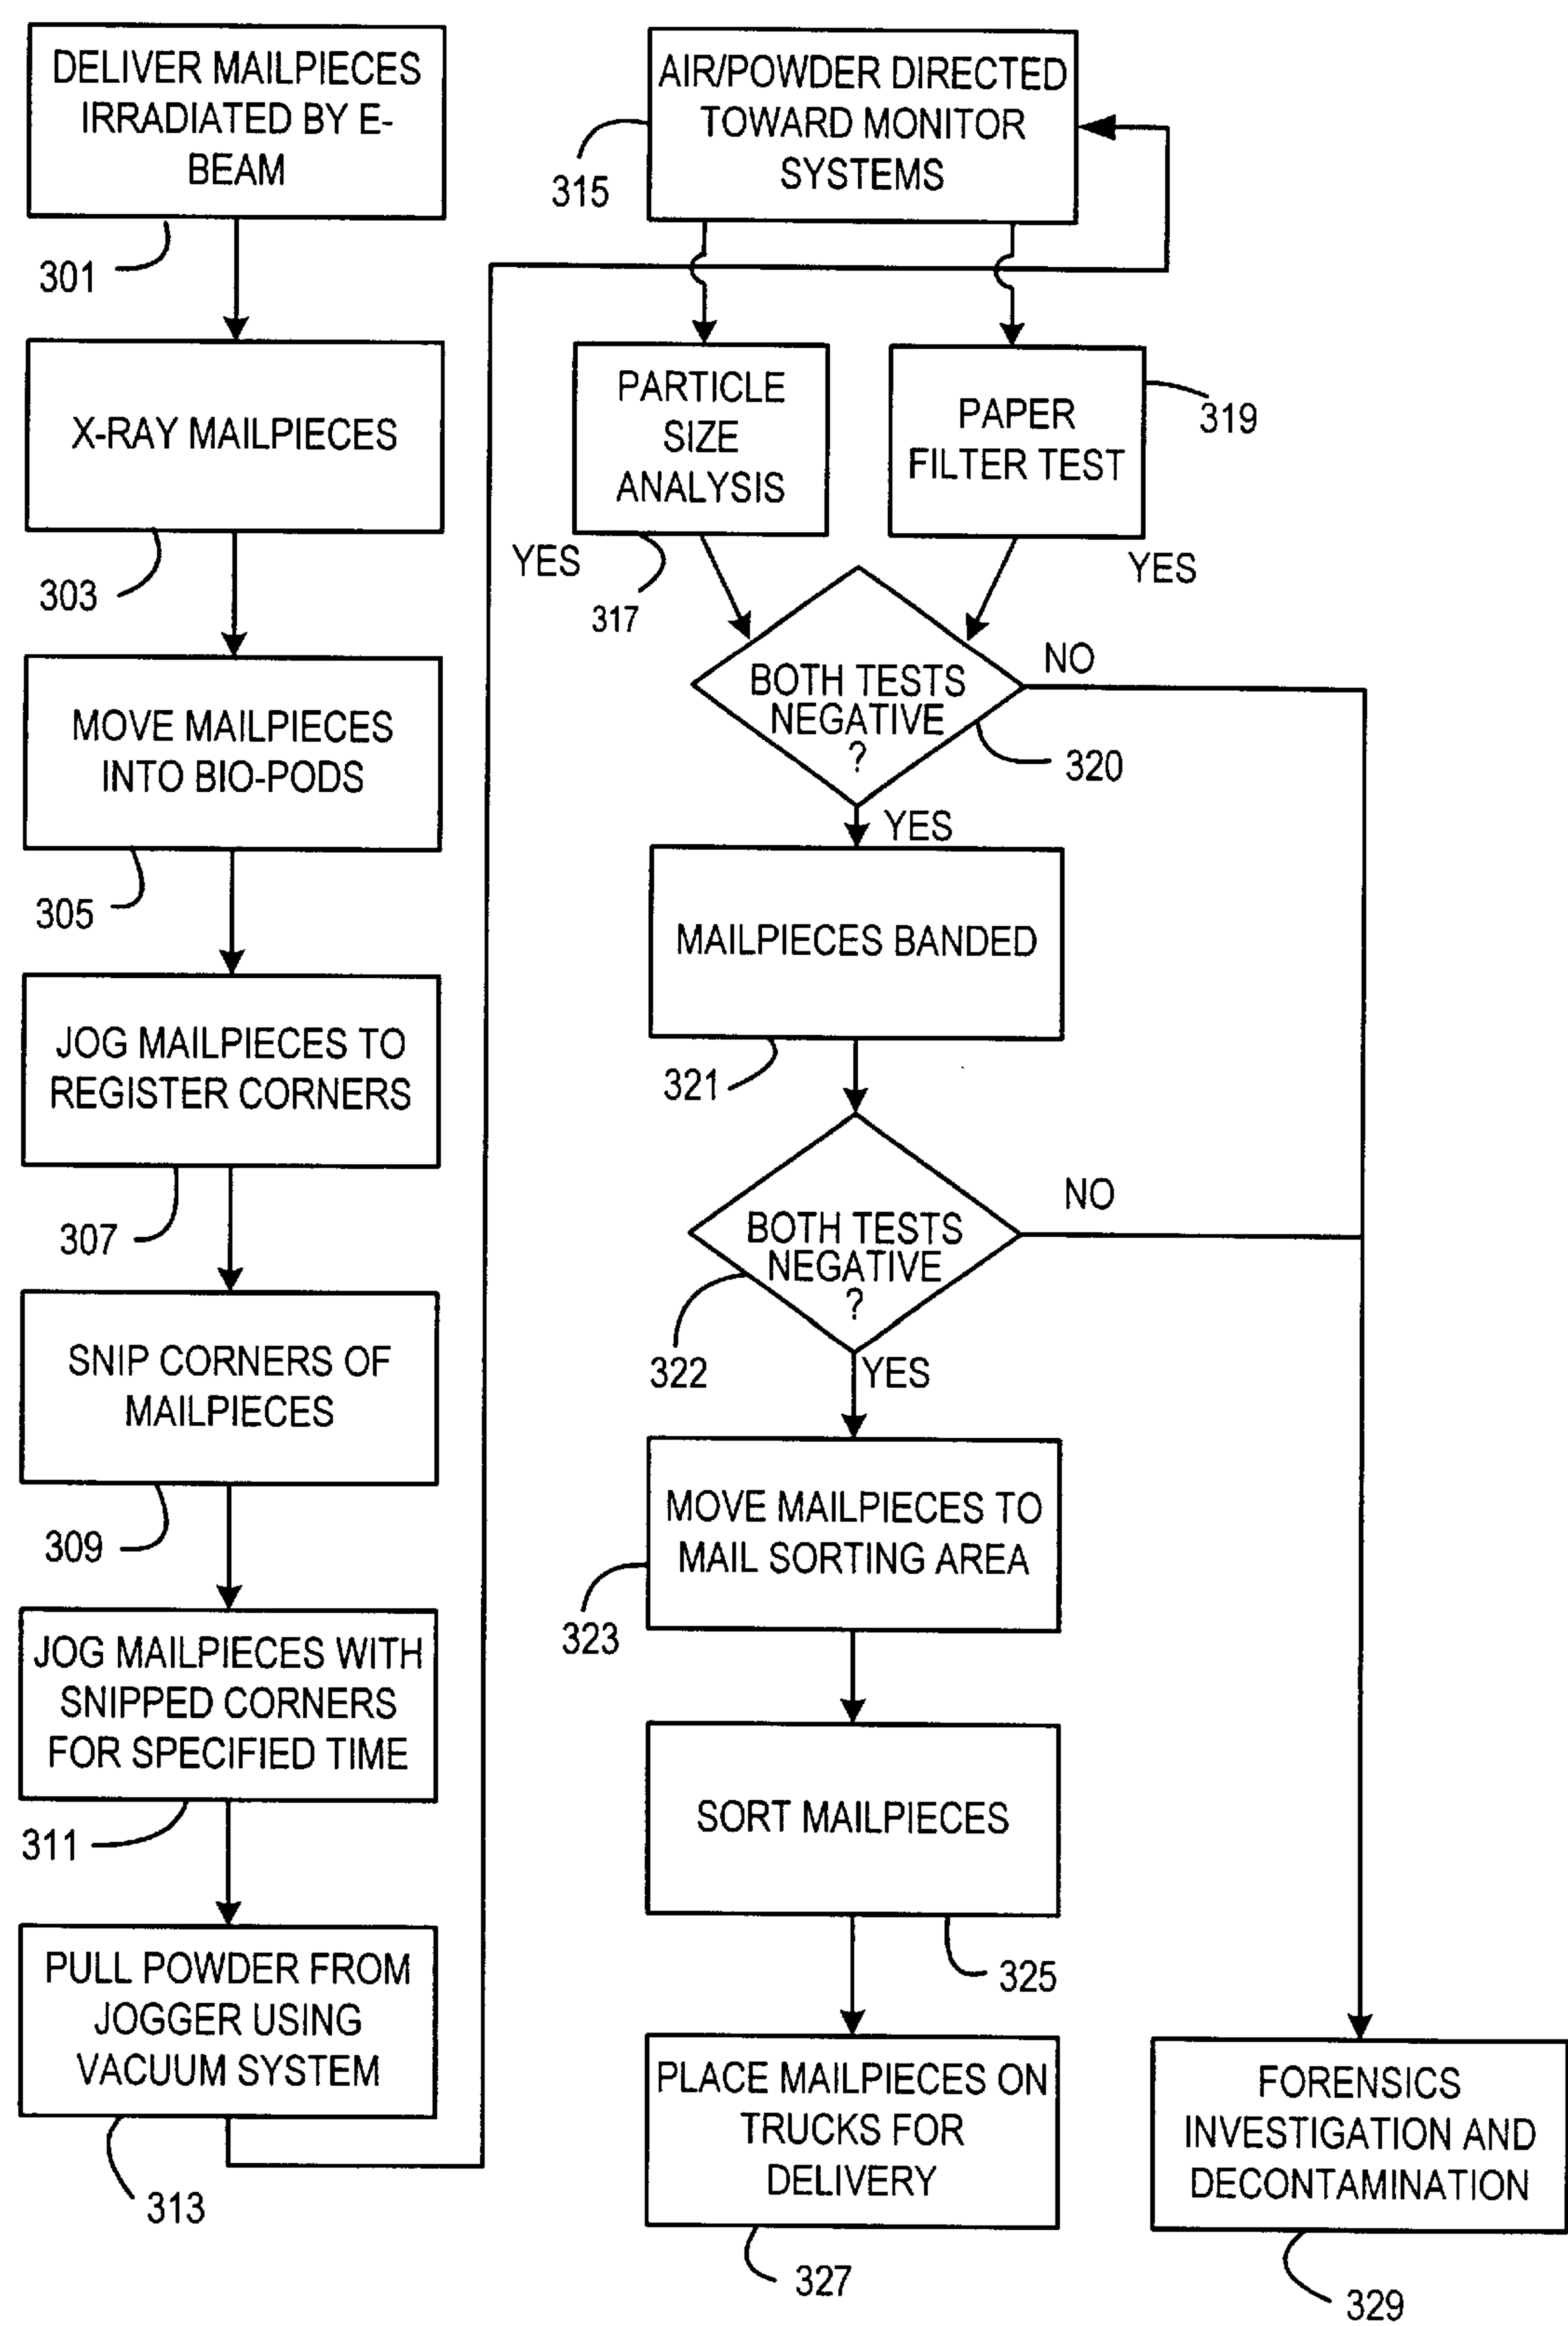 DELIVER MAILPIECES
IRRADIATED BY E-
BEAM
301
X-RAY MAILPIECES
303
MOVE MAILPIECES
INTO BIO-PODS
305
JOG MAILPIECES TO
REGISTER CORNERS
307
SNIP CORNERS OF
MAILPIECES
309
JOG MAILPIECES WITH
SNIPPED CORNERS
FOR SPECIFIED TIME
311
PULL POWDER FROM
JOGGER USING
VACUUM SYSTEM
313
AIR/POWDER DIRECTED
TOWARD MONITOR
SYSTEMS
315
PARTICLE
SIZE
ANALYSIS
YES
317
PAPER
FILTER TEST
319
YES
BOTH TESTS
NEGATIVE
?
NO
320
YES
MAILPIECES BANDED
321
BOTH TESTS
NEGATIVE
?
NO
322
YES
MOVE MAILPIECES TO
MAIL SORTING AREA
323
SORT MAILPIECES
325
PLACE MAILPIECES ON
TRUCKS FOR
DELIVERY
327
FORENSICS
INVESTIGATION AND
DECONTAMINATION
329